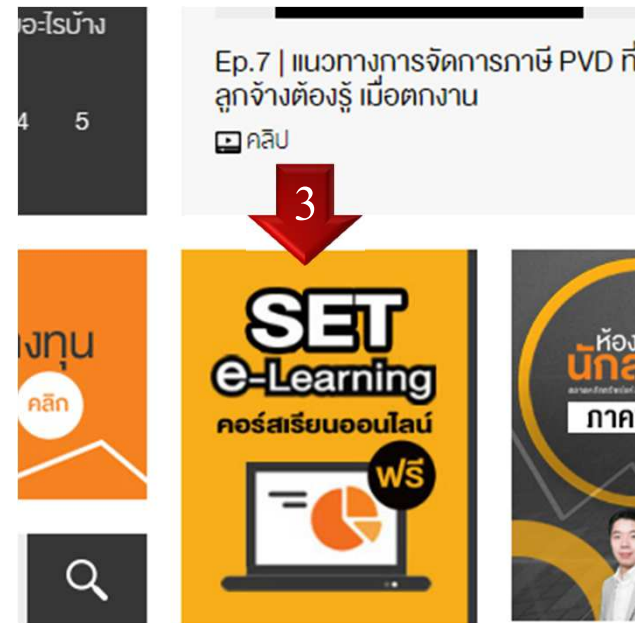 อะไรบ้าง
4 5
Ep.7 | แนวทางการจัดการภาษี PVD ที่
ลูกจ้างต้องรู้ เมื่อตกงาน
คลิป
3
งทุน
คลิก
SET
e-Learning
คอร์สเรียนออนไลน์
ฟรี
ห้อง
นัก
ภาค